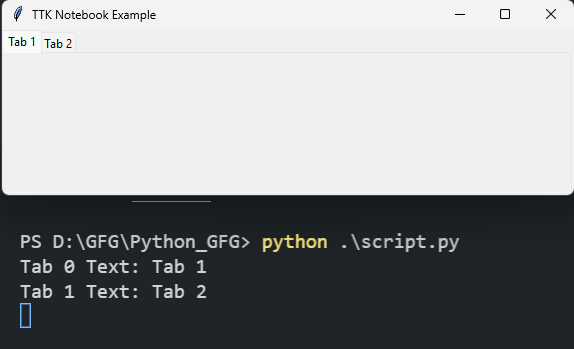 TTK Notebook Example
Tab 1 Tab 2
PS D:\GFG\Python_GFG> python .\script.py
Tab 0 Text: Tab 1
Tab 1 Text: Tab 2